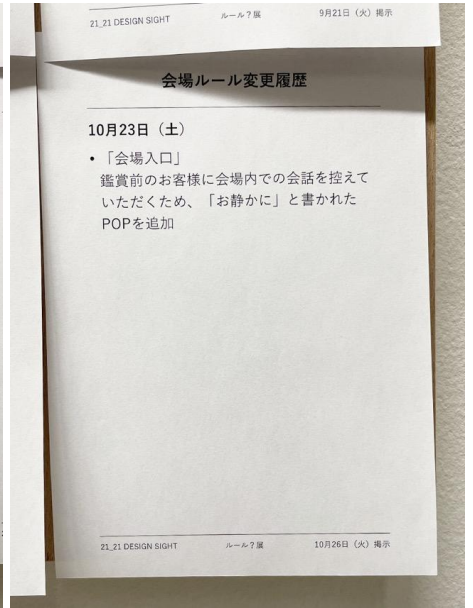 21_21 DESIGN SIGHT ルール？展 9月21日（火）掲示
会場ルール変更履歴
10月23日（土）
• 「会場入口」
鑑賞前のお客様に会場内での会話を控えて
いただくため、「お静かに」と書かれた
POPを追加
21_21 DESIGN SIGHT ルール？展 10月26日（火）掲示